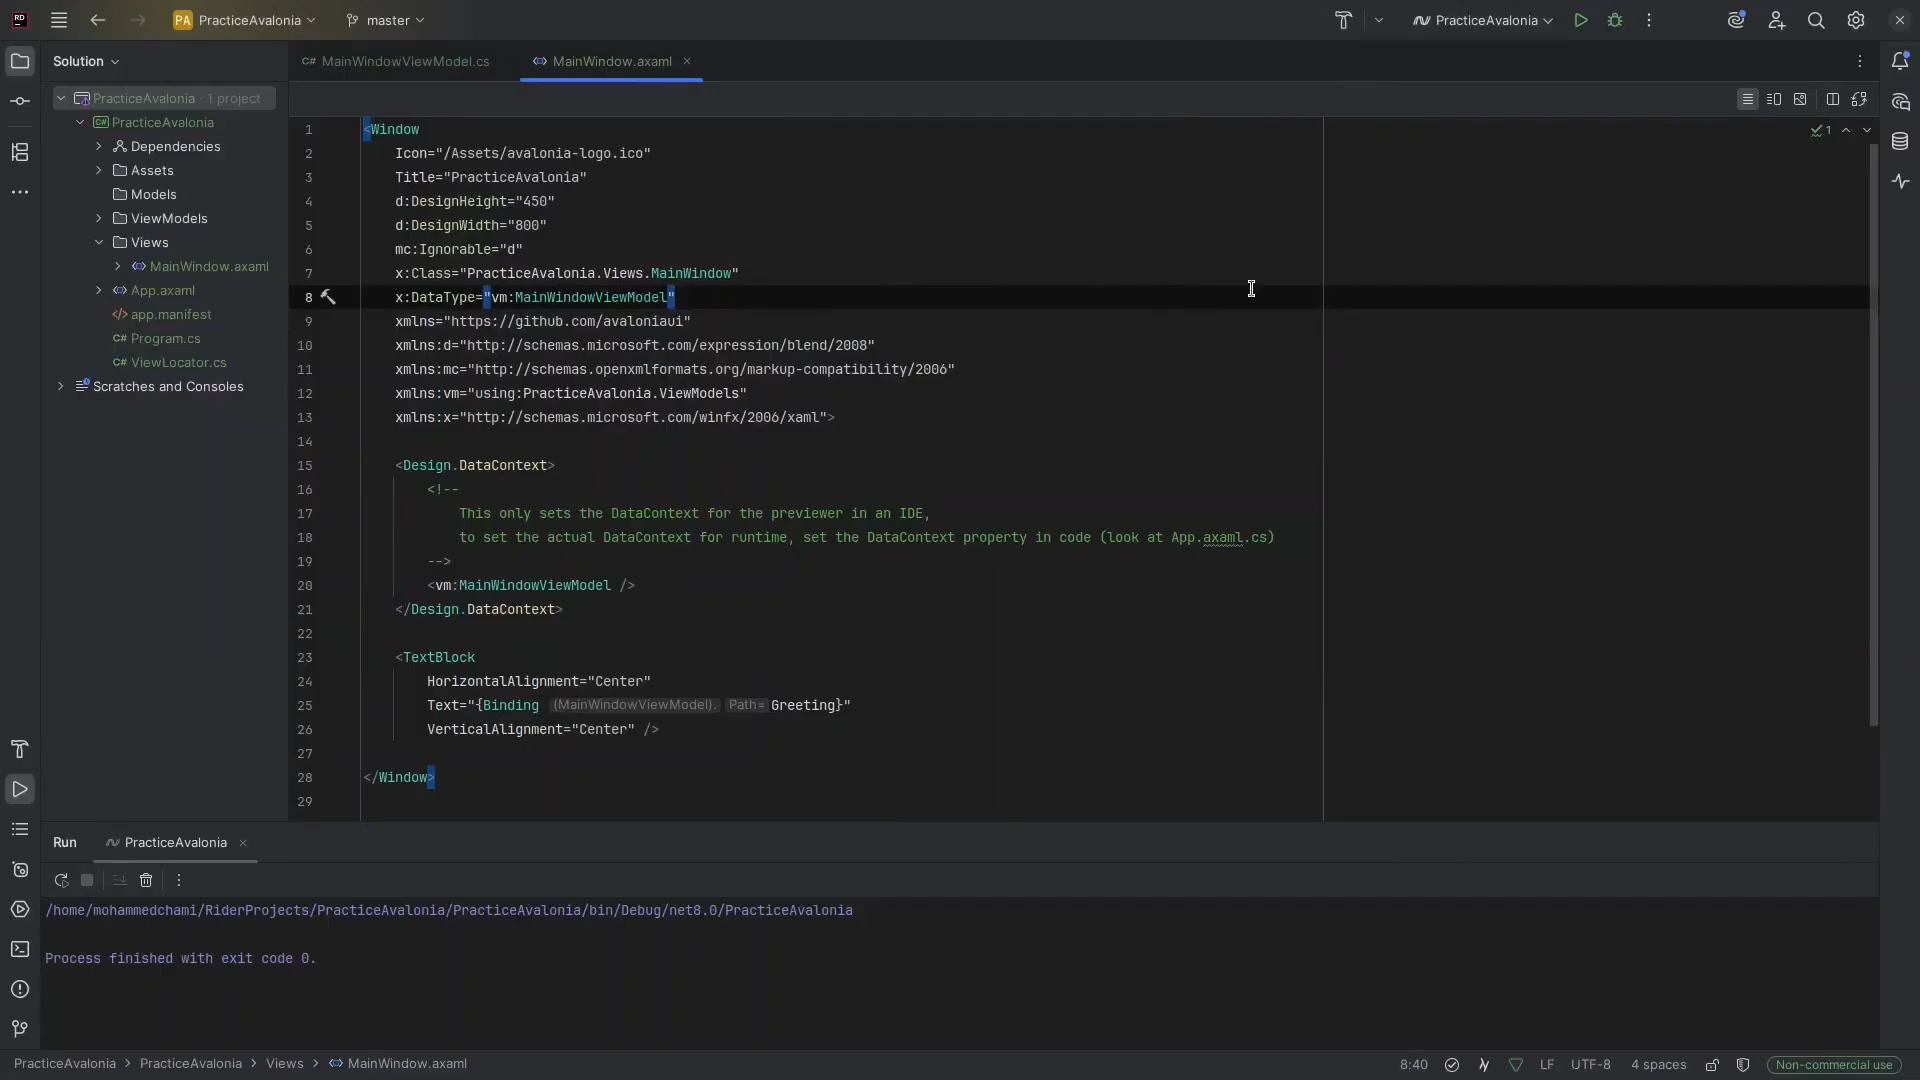 RD
PA PracticeAvalonia
master
PracticeAvalonia
Solution
MainWindowViewModel.cs
MainWindow.axaml
PracticeAvalonia · 1 project
PracticeAvalonia
Dependencies
Assets
Models
ViewModels
Views
MainWindow.axaml
App.axaml
app.manifest
C# Program.cs
C# ViewLocator.cs
Scratches and Consoles
1 <Window
2 Icon="/Assets/avalonia-logo.ico"
3 Title="PracticeAvalonia"
4 d:DesignHeight="450"
5 d:DesignWidth="800"
6 mc:Ignorable="d"
7 x:Class="PracticeAvalonia.Views.MainWindow"
8 x:DataType="vm:MainWindowViewModel"
9 xmlns="https://github.com/avaloniaui"
10 xmlns:d="http://schemas.microsoft.com/expression/blend/2008"
11 xmlns:mc="http://schemas.openxmlformats.org/markup-compatibility/2006"
12 xmlns:vm="using:PracticeAvalonia.ViewModels"
13 xmlns:x="http://schemas.microsoft.com/winfx/2006/xaml">
14
15 <Design.DataContext>
16 <!--
17 This only sets the DataContext for the previewer in an IDE,
18 to set the actual DataContext for runtime, set the DataContext property in code (look at App.axaml.cs)
19 -->
20 <vm:MainWindowViewModel />
21 </Design.DataContext>
22
23 <TextBlock
24 HorizontalAlignment="Center"
25 Text="{Binding (MainWindowViewModel). Path= Greeting}"
26 VerticalAlignment="Center" />
27
28 </Window>
29
1
Run PracticeAvalonia
/home/mohammedchami/RiderProjects/PracticeAvalonia/PracticeAvalonia/bin/Debug/net8.0/PracticeAvalonia
Process finished with exit code 0.
PracticeAvalonia > PracticeAvalonia > Views > MainWindow.axaml
8:40 LF UTF-8 4 spaces Non-commercial use